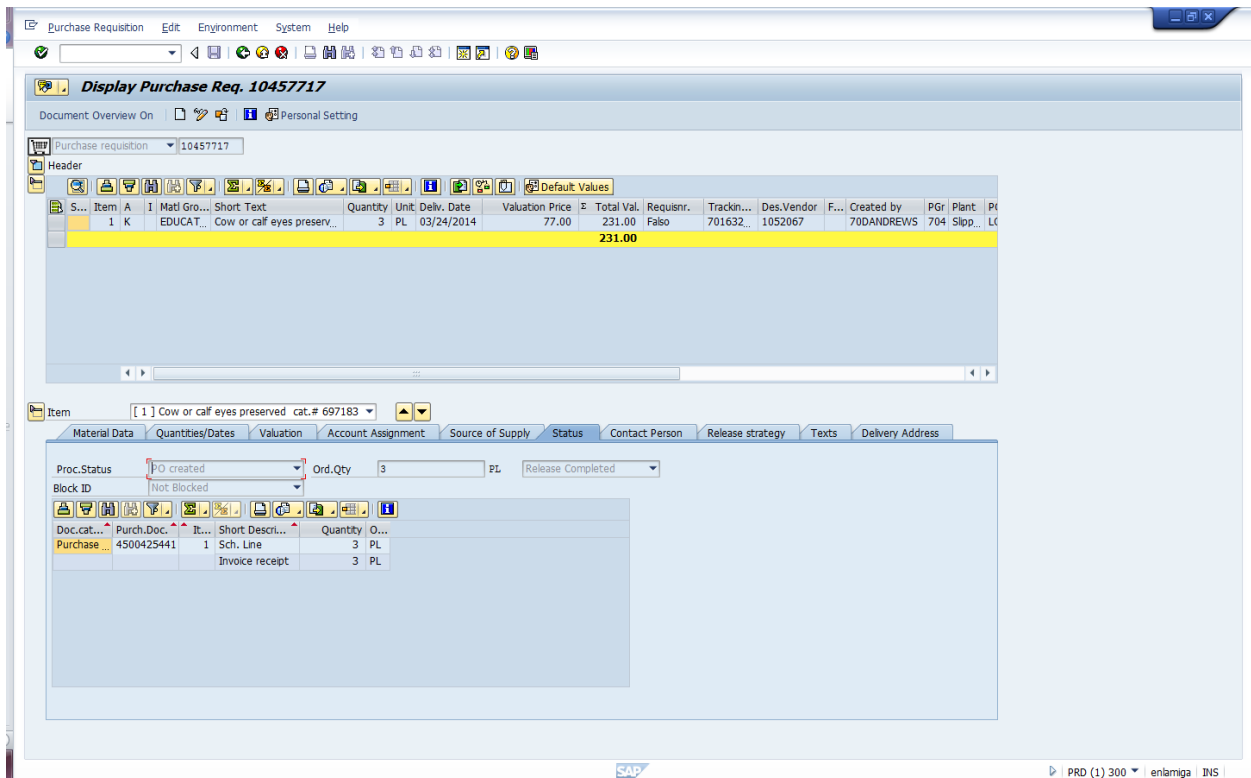 Purchase Requisition Edit Environment System Help
Display Purchase Req. 10457717
Document Overview On Personal Setting
Purchase requisition 10457717
Header
Default Values
S... Item A I Matl Gro... Short Text Quantity Unit Deliv. Date Valuation Price Σ Total Val. Requisnr. Trackin... Des.Vendor F... Created by PGr Plant
1 K EDUCAT... Cow or calf eyes preserv... 3 PL 03/24/2014 77.00 231.00 Falso 701632... 1052067 70DANDREWS 704 Slipp...
231.00
Item [ 1 ] Cow or calf eyes preserved cat.# 697183
Material Data Quantities/Dates Valuation Account Assignment Source of Supply Status Contact Person Release strategy Texts Delivery Address
Proc.Status PO created Ord.Qty 3 PL Release Completed
Block ID Not Blocked
Doc.cat... Purch.Doc. It... Short Descri... Quantity O...
Purchase ... 4500425441 1 Sch. Line 3 PL
Invoice receipt 3 PL
SAP PRD (1) 300 enlamiga INS